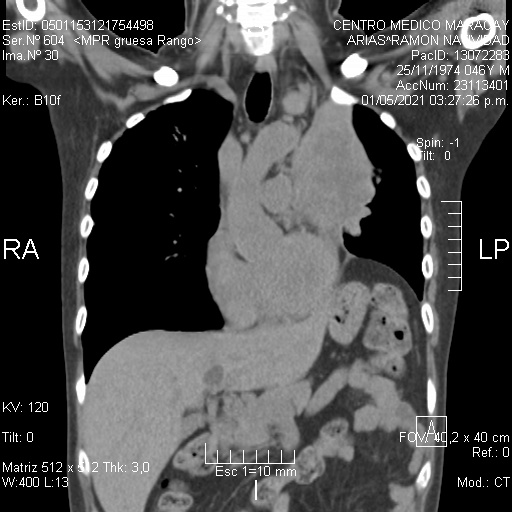 EstID: 0501153121754498
Ser.Nº 604 <MPR gruesa Rango>
Ima.Nº 30
Ker.: B10f
CENTRO MEDICO MARACAY
ARIAS^RAMON NATIVIDAD
PacID: 13072283
25/11/1974 046Y M
AccNum: 23113401
01/05/2021 03:27:26 p.m.
Spin: -1
Tilt: 0
RA
LP
KV: 120
Tilt: 0
Matriz 512 x 512 Thk: 3,0
W:400 L:13
Esc 1=10 mm
A
FOV: 40,2 x 40 cm
Ref.: 0
Mod.: CT